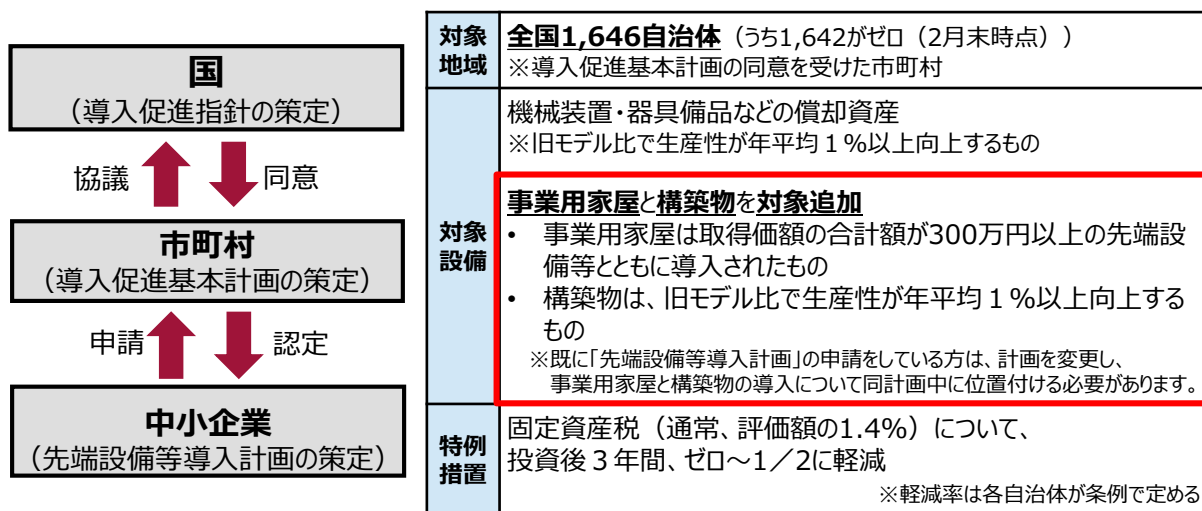 国
（導入促進指針の策定）
協議
同意
市町村
（導入促進基本計画の策定）
申請
認定
中小企業
（先端設備等導入計画の策定）
対象
地域
全国1,646自治体（うち1,642がゼロ（2月末時点））
※導入促進基本計画の同意を受けた市町村
対象
設備
機械装置・器具備品などの償却資産
※旧モデル比で生産性が年平均１％以上向上するもの
事業用家屋と構築物を対象追加
• 事業用家屋は取得価額の合計額が300万円以上の先端設
備等とともに導入されたもの
• 構築物は、旧モデル比で生産性が年平均１％以上向上する
もの
※既に「先端設備等導入計画」の申請をしている方は、計画を変更し、
事業用家屋と構築物の導入について同計画中に位置付ける必要があります。
特例
措置
固定資産税（通常、評価額の1.4%）について、
投資後３年間、ゼロ～1／2に軽減
※軽減率は各自治体が条例で定める